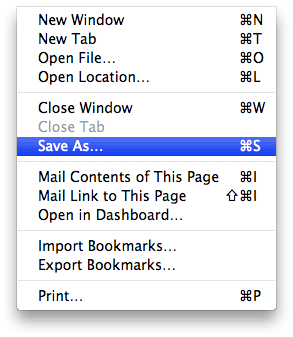 New Window ⌘N
New Tab ⌘T
Open File... ⌘O
Open Location... ⌘L
Close Window ⌘W
Close Tab
Save As... ⌘S
Mail Contents of This Page ⌘I
Mail Link to This Page ⇧⌘I
Open in Dashboard...
Import Bookmarks...
Export Bookmarks...
Print... ⌘P